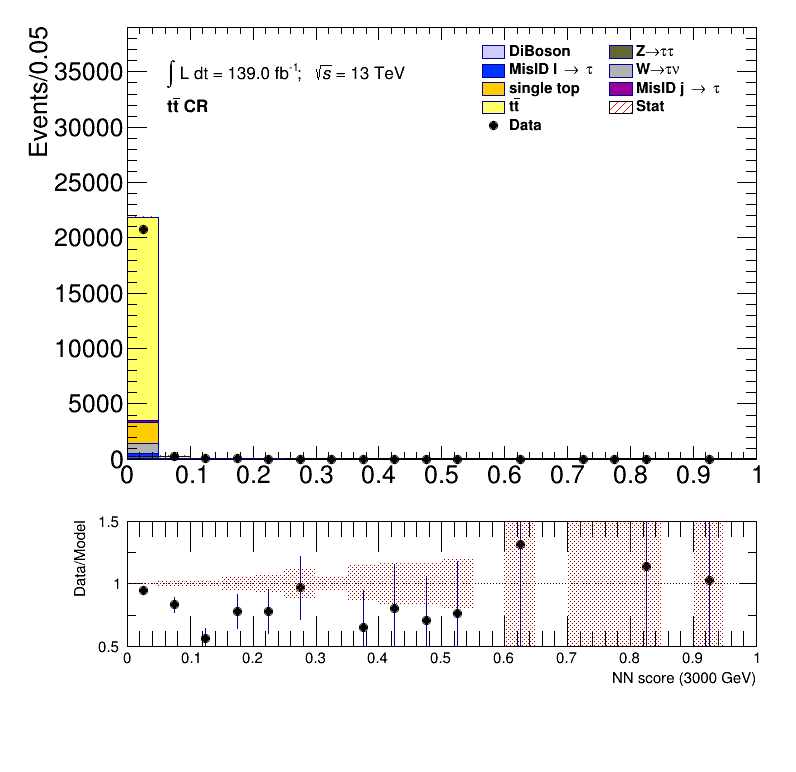 Events/0.05
35000
30000
25000
20000
15000
10000
5000
0
∫ L dt = 139.0 fb⁻¹; √s = 13 TeV
tt̄ CR
DiBoson
MisID l → τ
single top
tt̄
Data
Z→ττ
W→τν
MisID j → τ
Stat
0 0.1 0.2 0.3 0.4 0.5 0.6 0.7 0.8 0.9 1
Data/Model
1.5
1
0.5
0 0.1 0.2 0.3 0.4 0.5 0.6 0.7 0.8 0.9 1
NN score (3000 GeV)